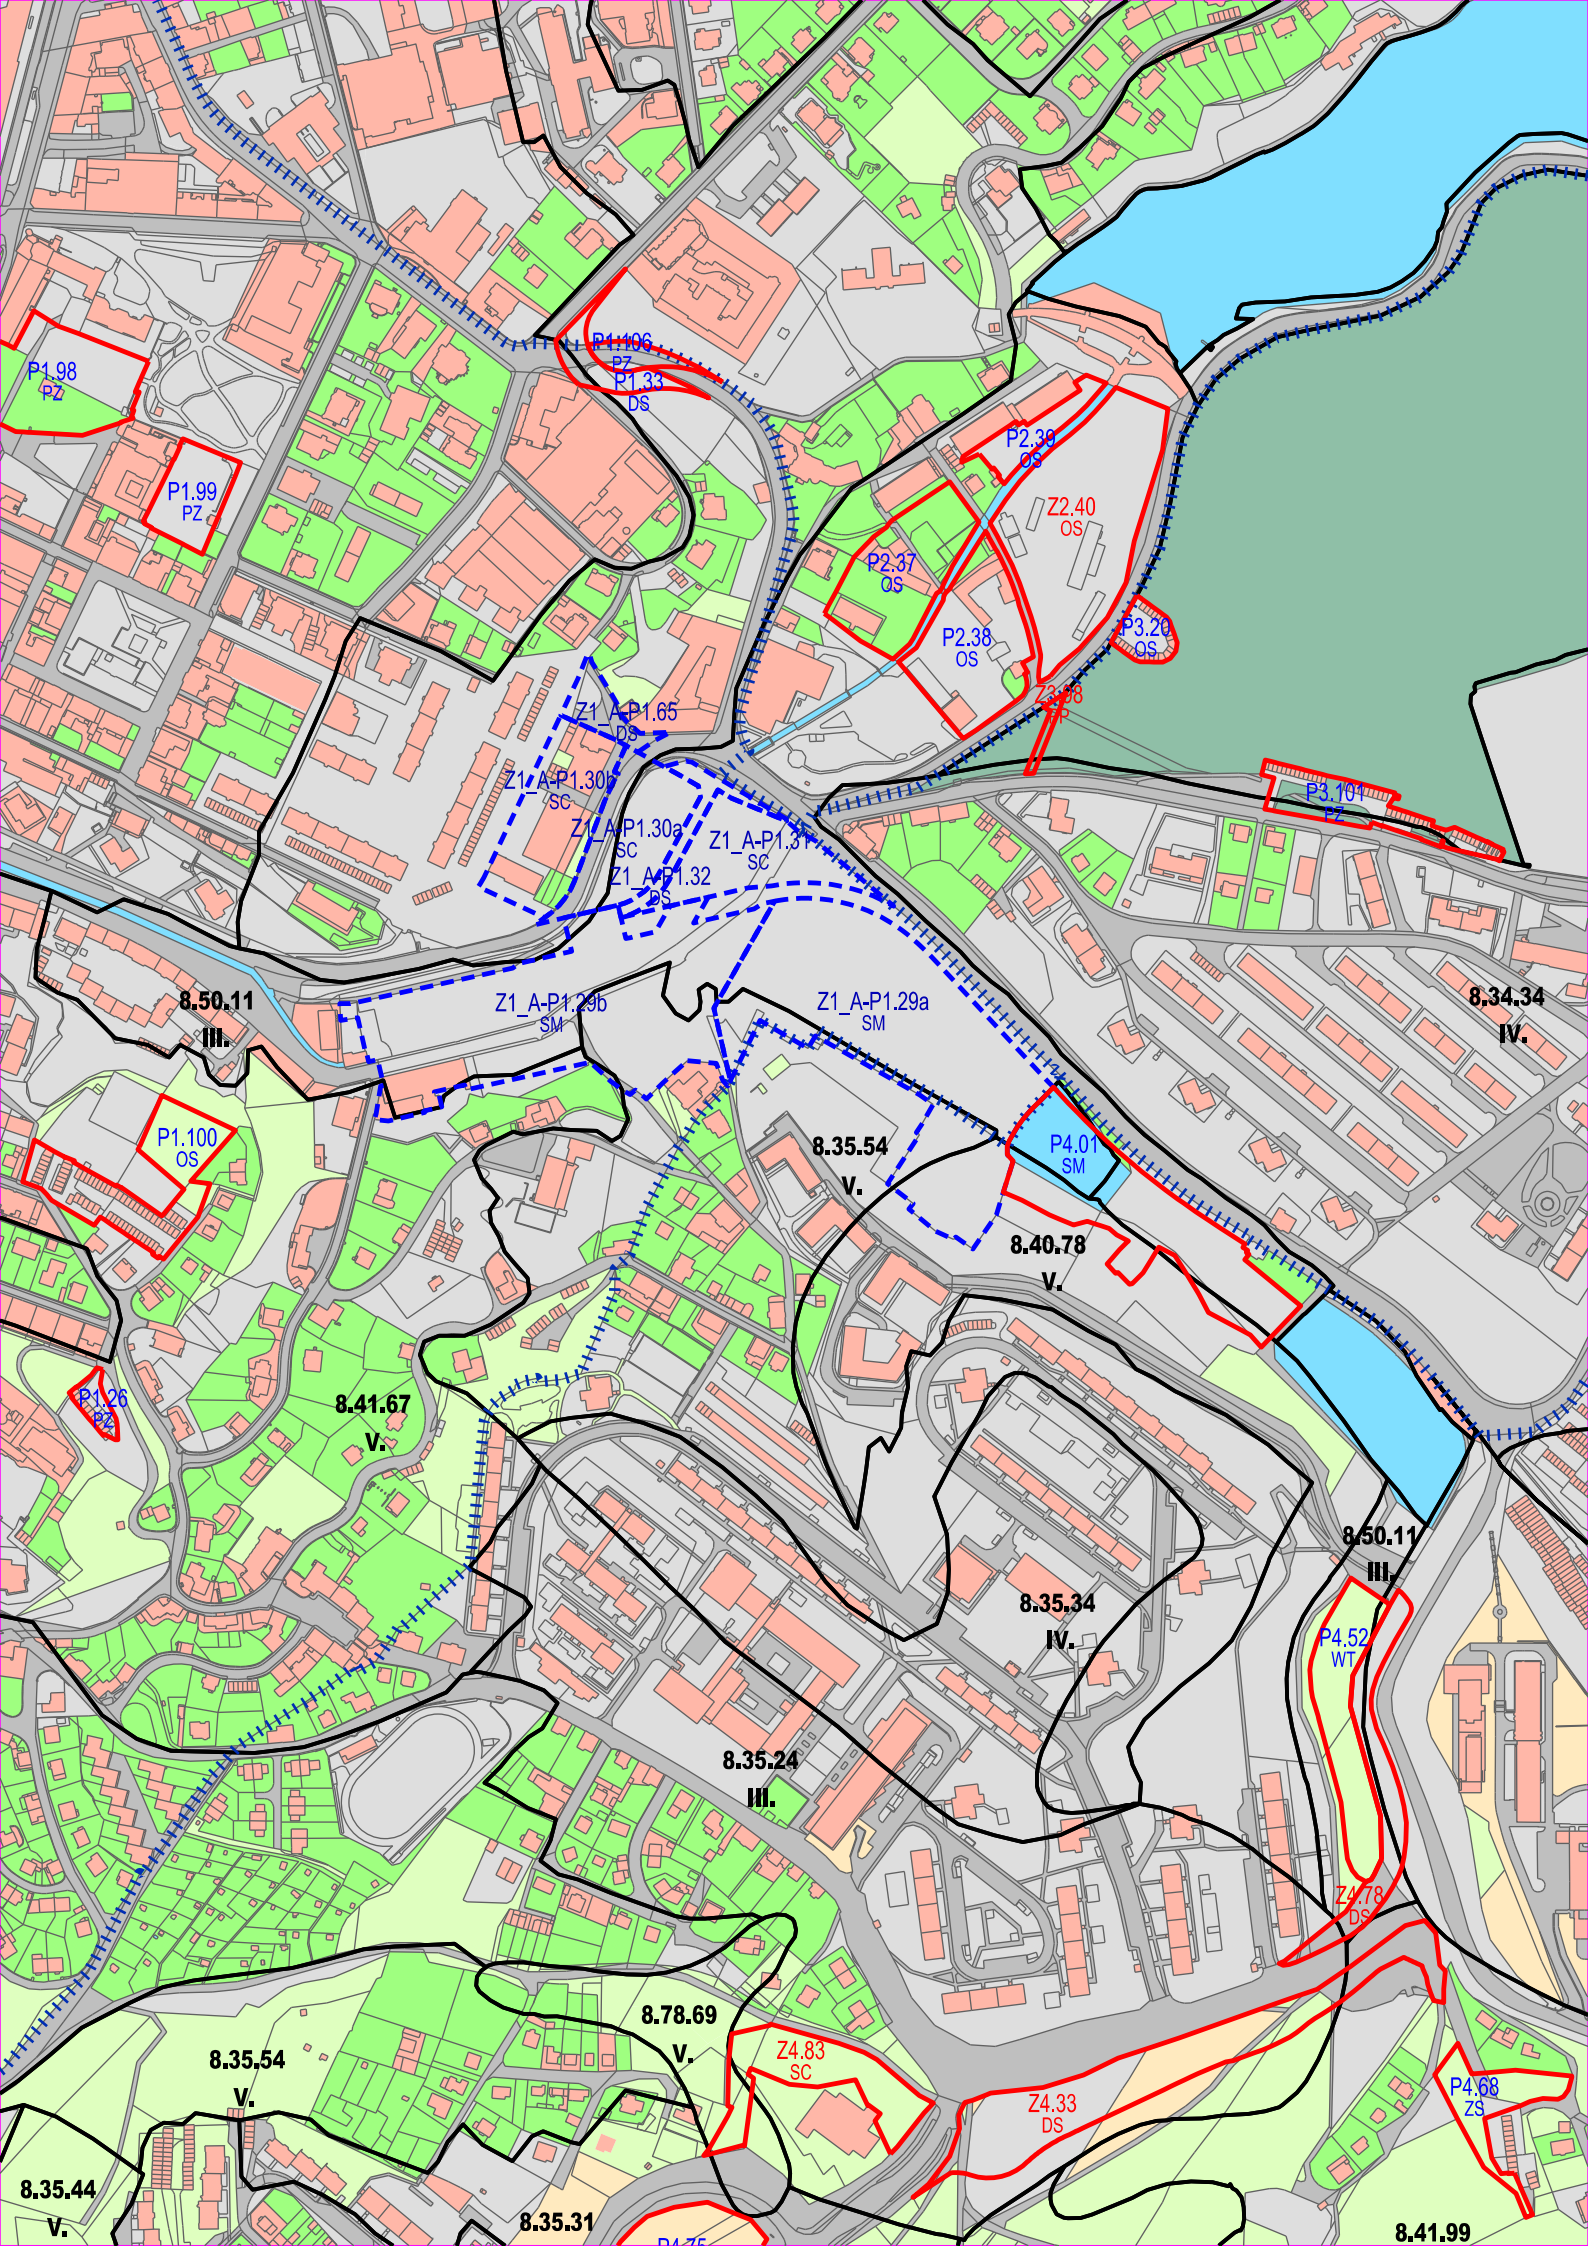 P1.106
PZ
P1.33
DS
P1.98
PZ
P1.99
PZ
P2.39
OS
Z2.40
OS
P2.37
OS
P2.38
OS
P3.20
OS
Z3.98
PP
Z1_A-P1.65
DS
Z1_A-P1.30b
SC
Z1_A-P1.30a
SC
Z1_A-P1.31
SC
Z1_A-P1.32
DS
P3.101
PZ
Z1_A-P1.29b
SM
Z1_A-P1.29a
SM
8.50.11
III.
8.34.34
IV.
P1.100
OS
8.35.54
V.
P4.01
SM
8.40.78
V.
P1.26
PZ
8.41.67
V.
8.50.11
III.
8.35.34
IV.
P4.52
WT
8.35.24
III.
Z4.78
DS
8.78.69
V.
8.35.54
V.
Z4.83
SC
Z4.33
DS
P4.68
ZS
8.35.44
V.
8.35.31
8.41.99
P4.75